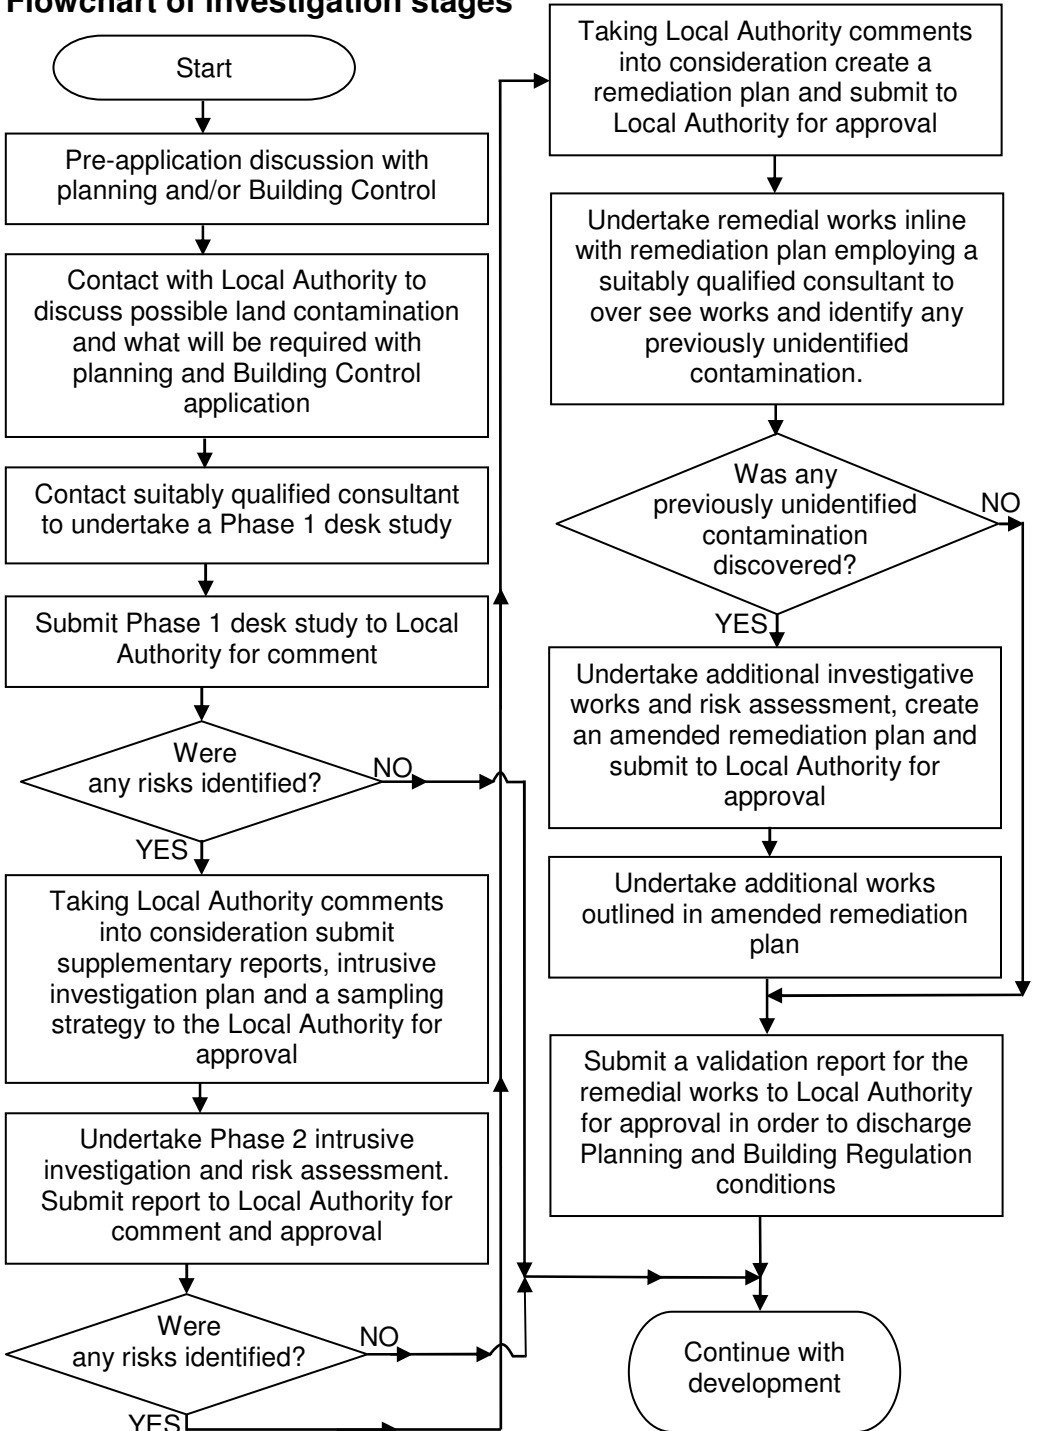 Flowchart of investigation stages
Start
Pre-application discussion with
planning and/or Building Control
Contact with Local Authority to
discuss possible land contamination
and what will be required with
planning and Building Control
application
Contact suitably qualified consultant
to undertake a Phase 1 desk study
Submit Phase 1 desk study to Local
Authority for comment
Were
any risks identified?
NO
YES
Taking Local Authority comments
into consideration submit
supplementary reports, intrusive
investigation plan and a sampling
strategy to the Local Authority for
approval
Undertake Phase 2 intrusive
investigation and risk assessment.
Submit report to Local Authority for
comment and approval
Were
any risks identified?
NO
YES
Taking Local Authority comments
into consideration create a
remediation plan and submit to
Local Authority for approval
Undertake remedial works inline
with remediation plan employing a
suitably qualified consultant to
over see works and identify any
previously unidentified
contamination.
Was any
previously unidentified
contamination
discovered?
NO
YES
Undertake additional investigative
works and risk assessment, create
an amended remediation plan and
submit to Local Authority for
approval
Undertake additional works
outlined in amended remediation
plan
Submit a validation report for the
remedial works to Local Authority
for approval in order to discharge
Planning and Building Regulation
conditions
Continue with
development